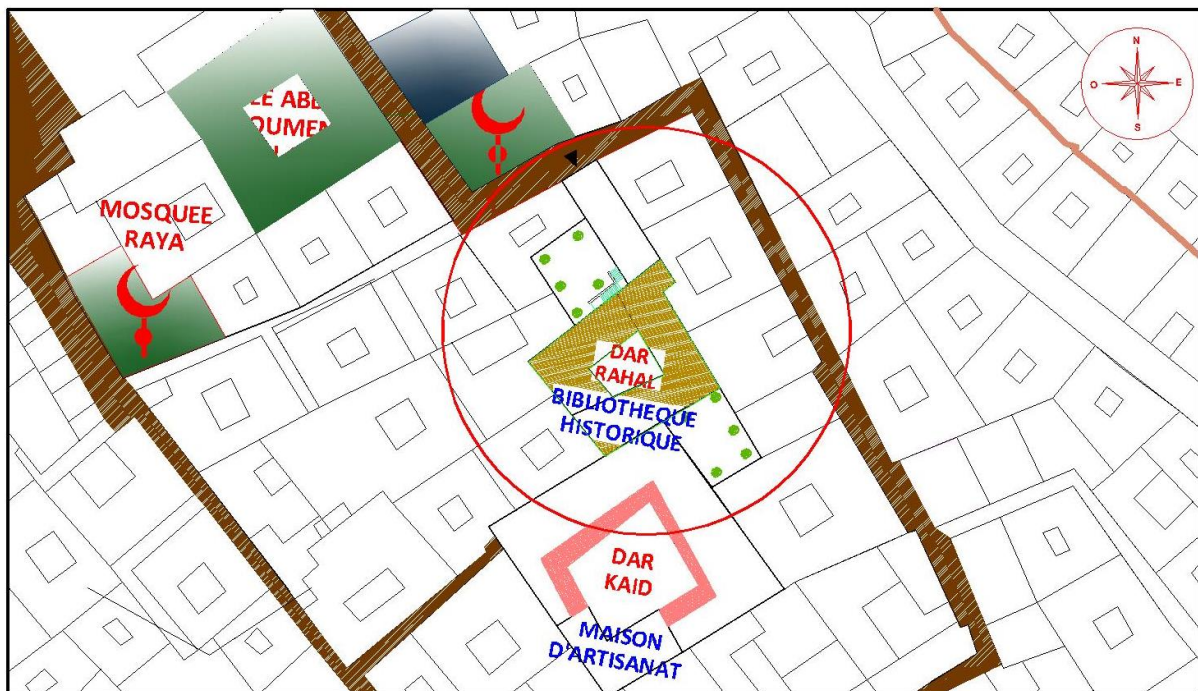 N
O
E
S
MOSQUEE
RAYA
DAR
RAHAL
BIBLIOTHEQUE
HISTORIQUE
DAR
KAID
MAISON
D'ARTISANAT